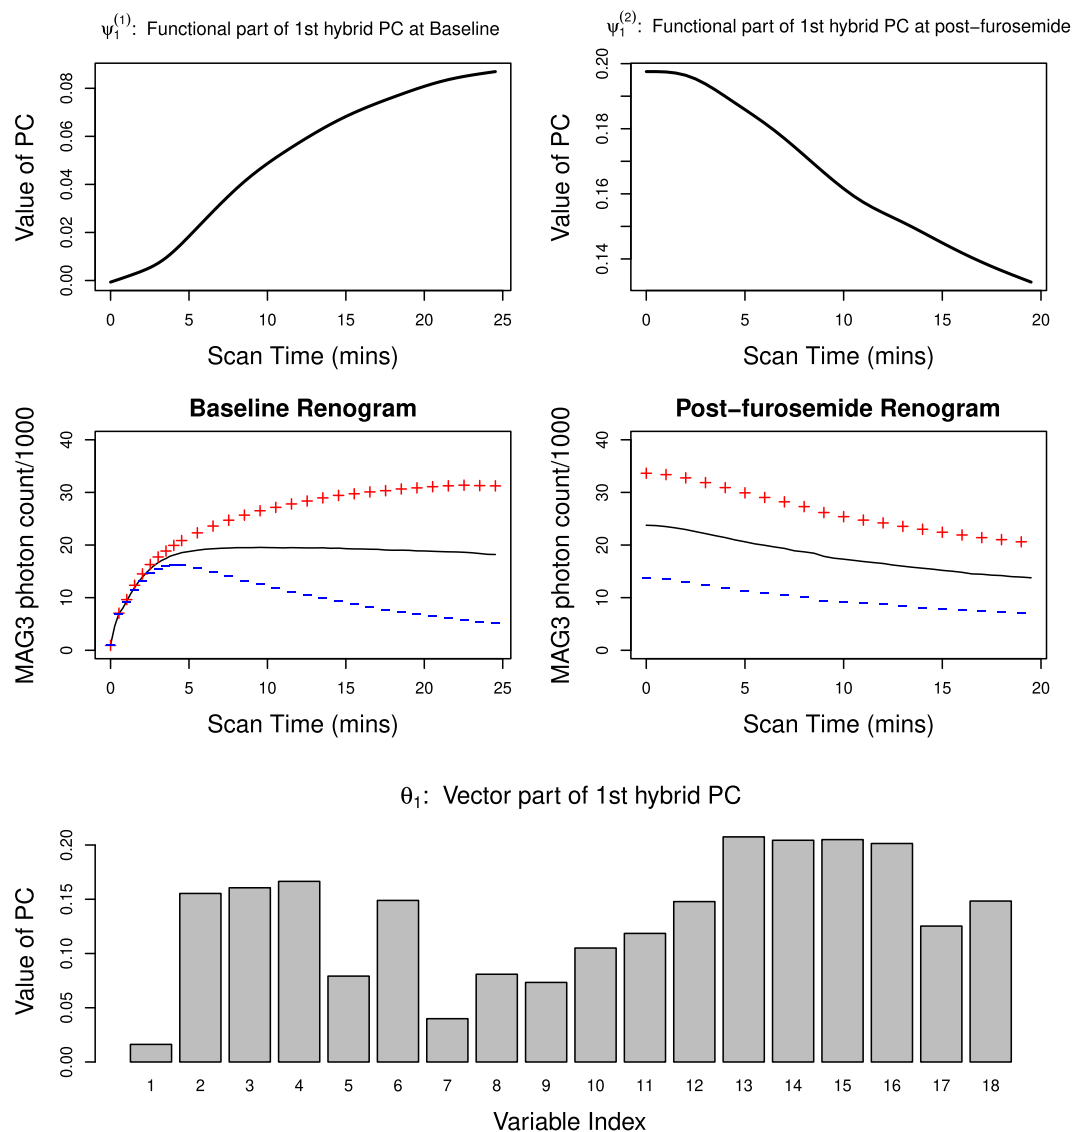 ψ₁⁽¹⁾: Functional part of 1st hybrid PC at Baseline
Value of PC
0.00 0.02 0.04 0.06 0.08
0 5 10 15 20 25
Scan Time (mins)
ψ₁⁽²⁾: Functional part of 1st hybrid PC at post−furosemide
Value of PC
0.14 0.16 0.18 0.20
0 5 10 15 20
Scan Time (mins)
Baseline Renogram
MAG3 photon count/1000
0 10 20 30 40
0 5 10 15 20 25
Scan Time (mins)
Post−furosemide Renogram
MAG3 photon count/1000
0 10 20 30 40
0 5 10 15 20
Scan Time (mins)
θ₁: Vector part of 1st hybrid PC
Value of PC
0.00 0.05 0.10 0.15 0.20
1 2 3 4 5 6 7 8 9 10 11 12 13 14 15 16 17 18
Variable Index